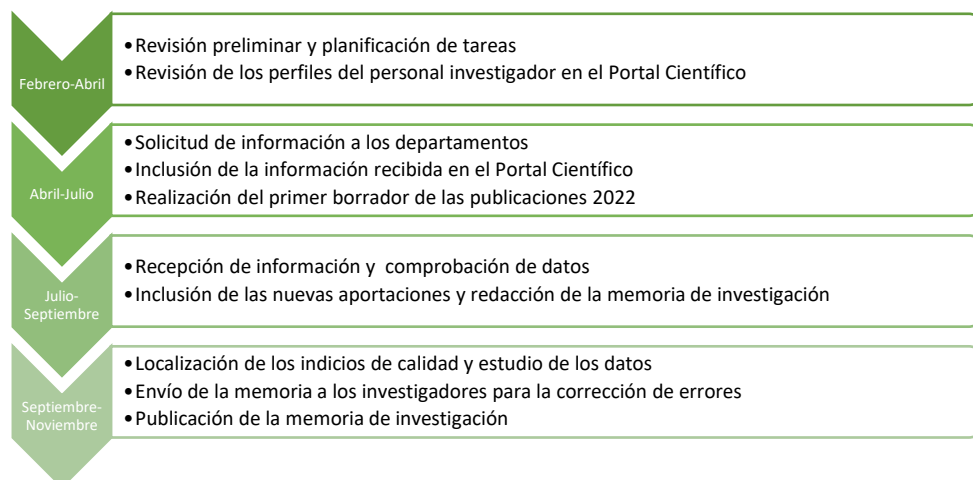 Febrero-Abril
•Revisión preliminar y planificación de tareas
•Revisión de los perfiles del personal investigador en el Portal Científico
Abril-Julio
•Solicitud de información a los departamentos
•Inclusión de la información recibida en el Portal Científico
•Realización del primer borrador de las publicaciones 2022
Julio-
Septiembre
•Recepción de información y comprobación de datos
•Inclusión de las nuevas aportaciones y redacción de la memoria de investigación
Septiembre-
Noviembre
•Localización de los indicios de calidad y estudio de los datos
•Envío de la memoria a los investigadores para la corrección de errores
•Publicación de la memoria de investigación